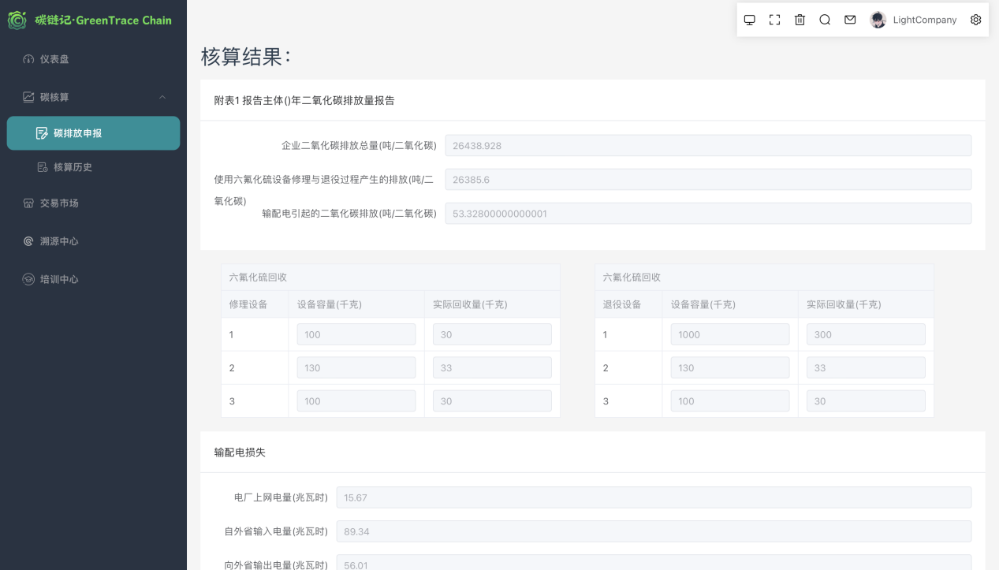 碳链记·GreenTrace Chain
LightCompany
仪表盘
碳核算
碳排放申报
核算历史
交易市场
溯源中心
培训中心
核算结果：
附表1 报告主体()年二氧化碳排放量报告
企业二氧化碳排放总量(吨/二氧化碳)
26438.928
使用六氟化硫设备修理与退役过程产生的排放(吨/二
氧化碳)
26385.6
输配电引起的二氧化碳排放(吨/二氧化碳)
53.32800000000001
六氟化硫回收
修理设备 设备容量(千克) 实际回收量(千克)
1 100 30
2 130 33
3 100 30
六氟化硫回收
退役设备 设备容量(千克) 实际回收量(千克)
1 1000 300
2 130 33
3 100 30
输配电损失
电厂上网电量(兆瓦时) 15.67
自外省输入电量(兆瓦时) 89.34
向外省输出电量(兆瓦时) 56.01